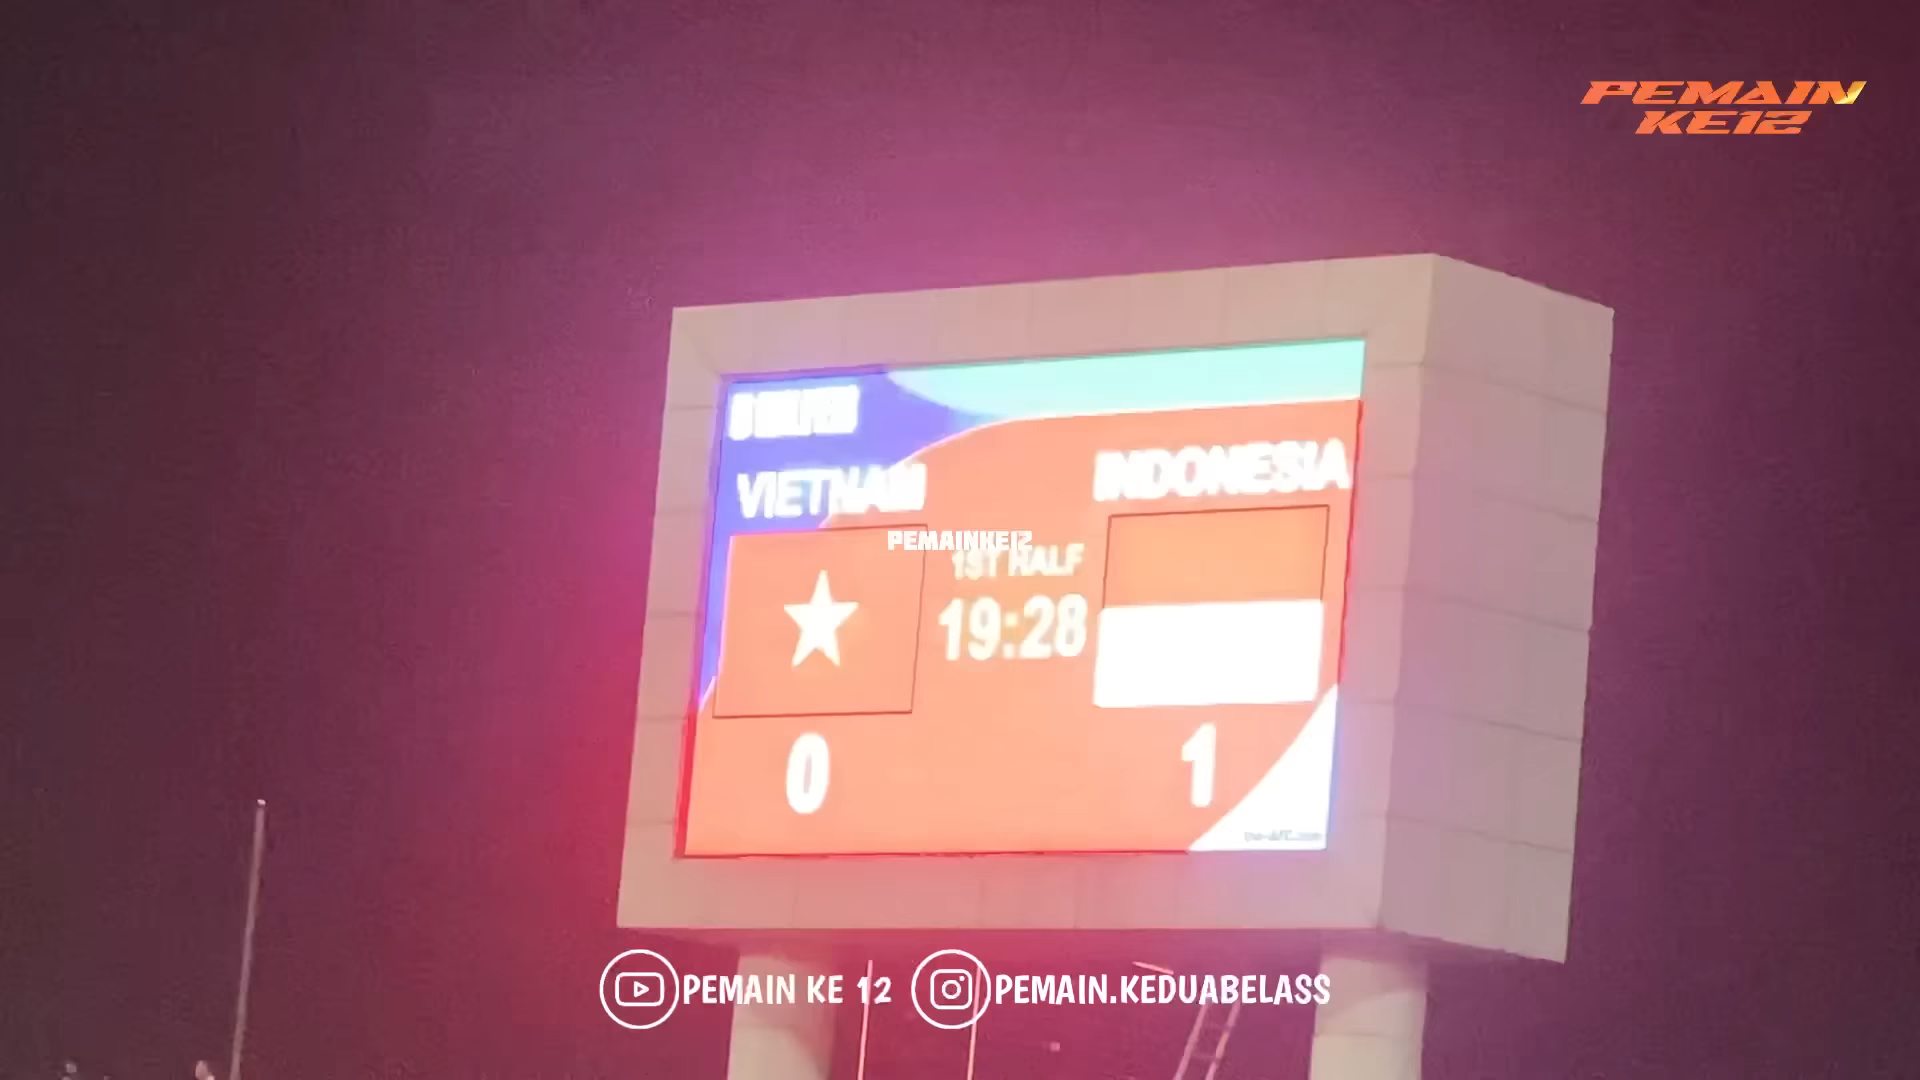 PEMAIN
KE12
VIETNAM
INDONESIA
PEMAINKE12
1ST HALF
19:28
0
1
PEMAIN KE 12
PEMAIN.KEDUABELASS